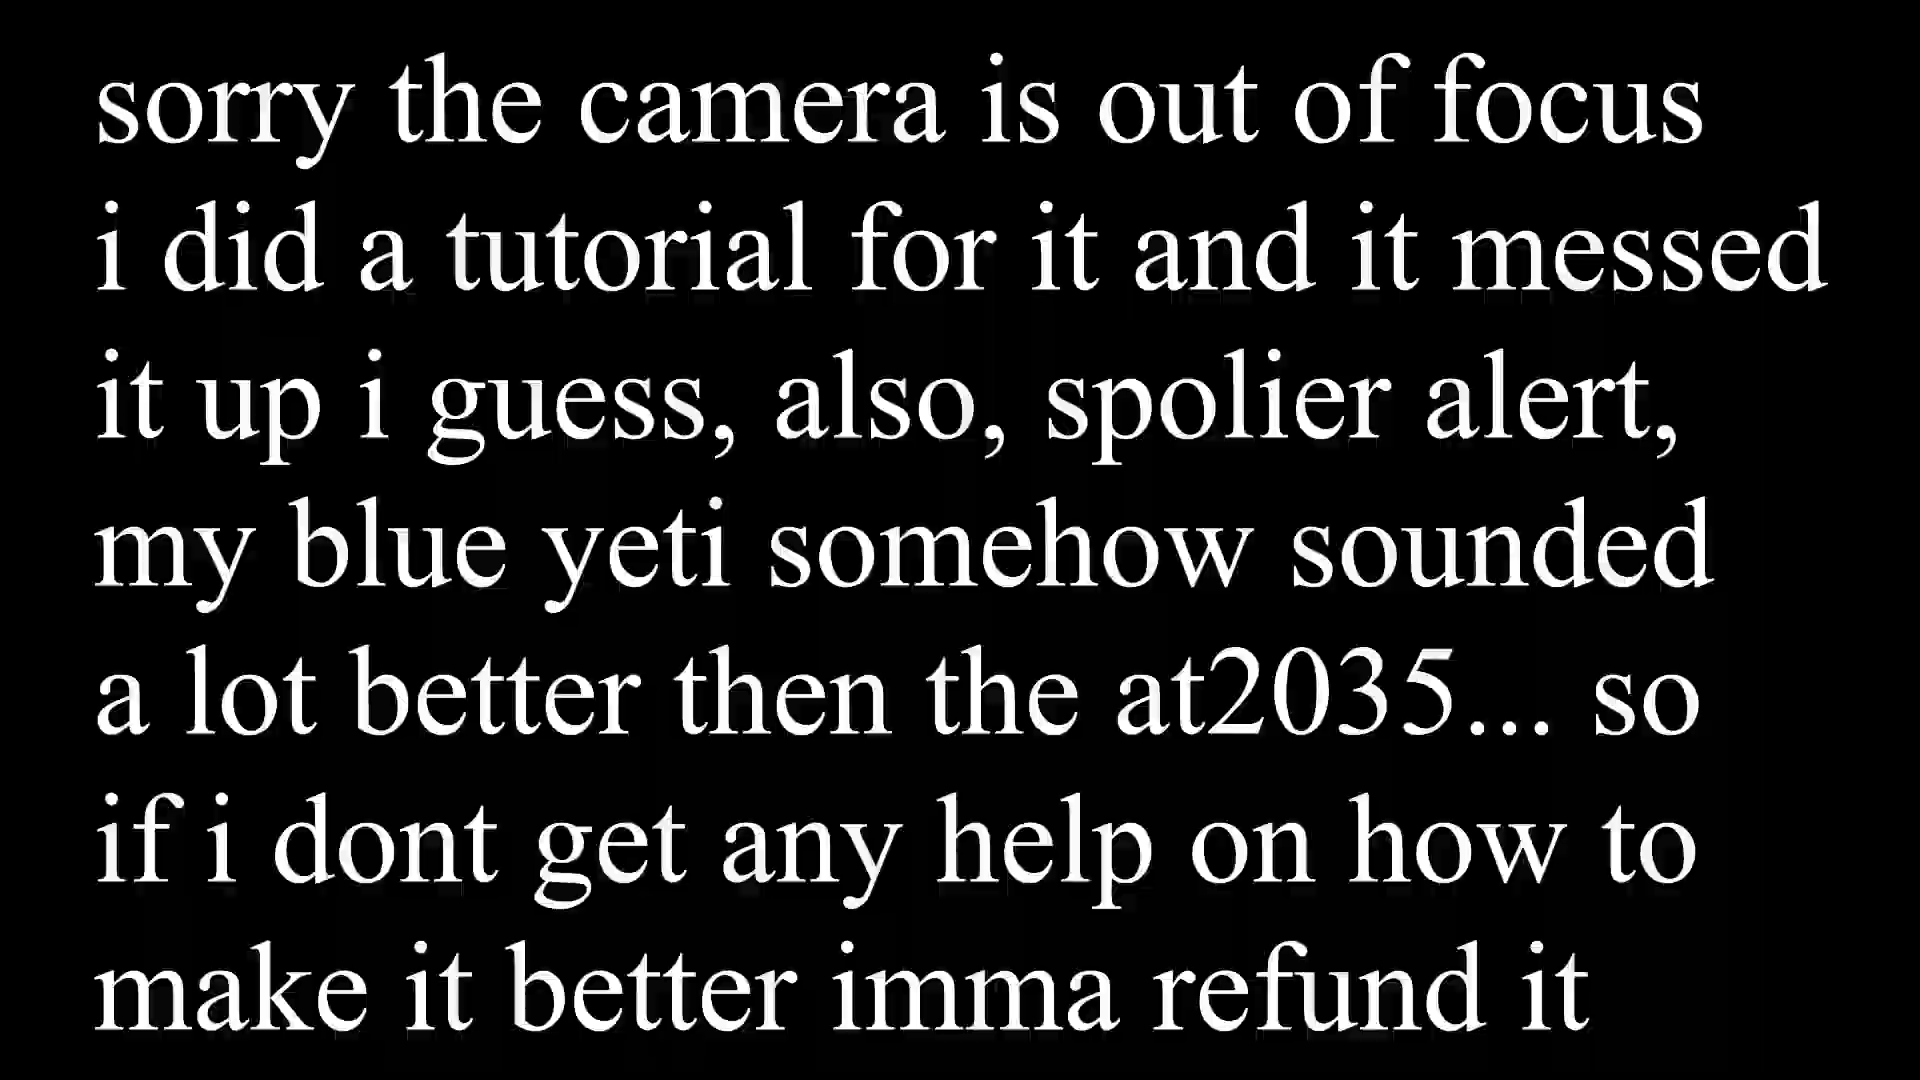 sorry the camera is out of focus
i did a tutorial for it and it messed
it up i guess, also, spolier alert,
my blue yeti somehow sounded
a lot better then the at2035... so
if i dont get any help on how to
make it better imma refund it